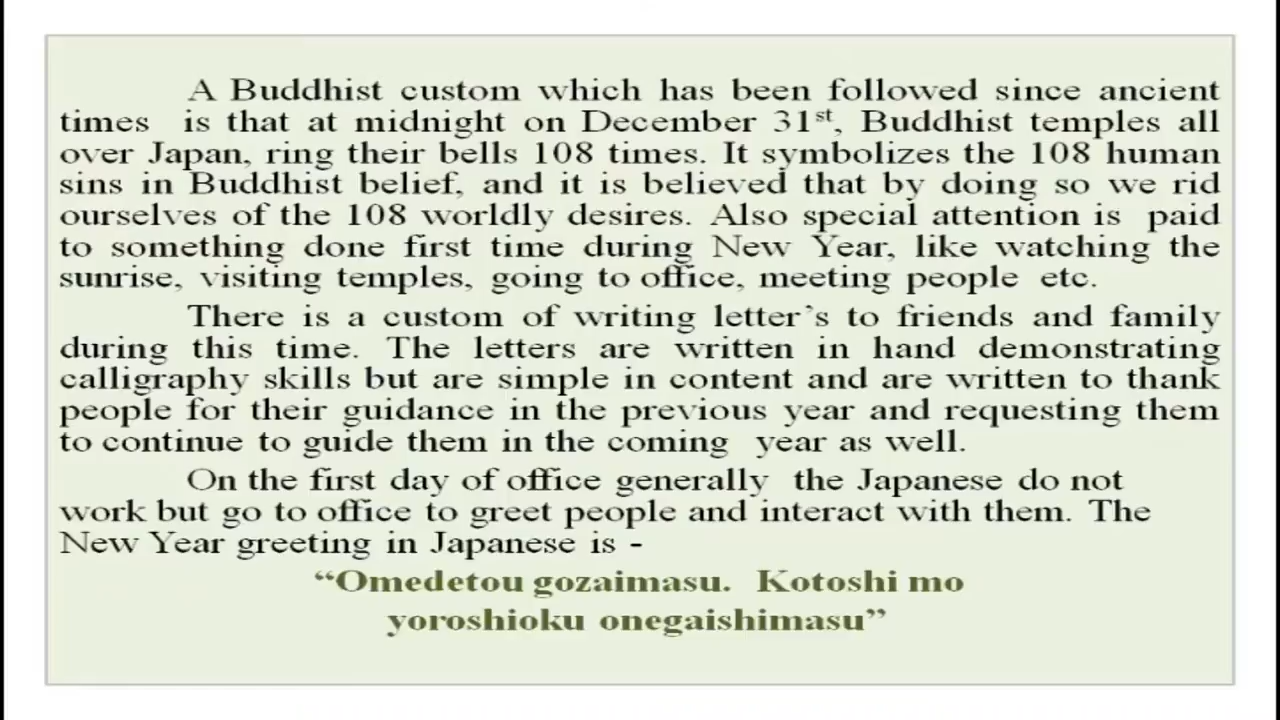 A Buddhist custom which has been followed since ancient
times is that at midnight on December 31st, Buddhist temples all
over Japan, ring their bells 108 times. It symbolizes the 108 human
sins in Buddhist belief, and it is believed that by doing so we rid
ourselves of the 108 worldly desires. Also special attention is paid
to something done first time during New Year, like watching the
sunrise, visiting temples, going to office, meeting people etc.
There is a custom of writing letter's to friends and family
during this time. The letters are written in hand demonstrating
calligraphy skills but are simple in content and are written to thank
people for their guidance in the previous year and requesting them
to continue to guide them in the coming year as well.
On the first day of office generally the Japanese do not
work but go to office to greet people and interact with them. The
New Year greeting in Japanese is -
“Omedetou gozaimasu. Kotoshi mo
yoroshioku onegaishimasu”